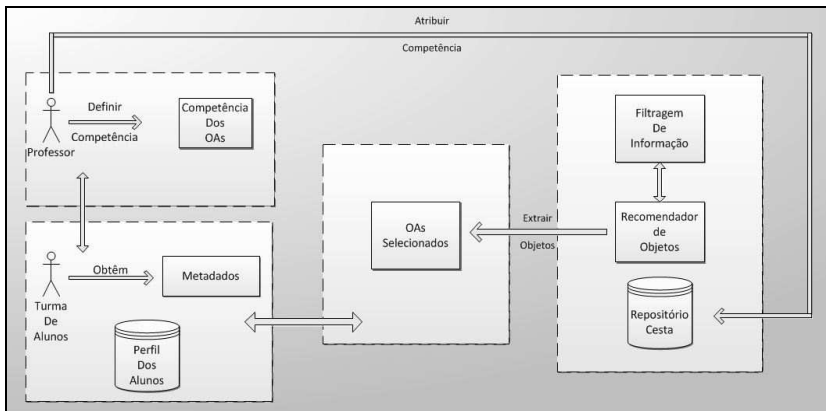 Atribuir
Competência
Definir
Competência
Professor
Competência
Dos
OAs
Filtragem
De
Informação
OAs
Selecionados
Extrair
Objetos
Recomendador
de
Objetos
Obtêm
Metadados
Turma
De
Alunos
Perfil
Dos
Alunos
Repositório
Cesta